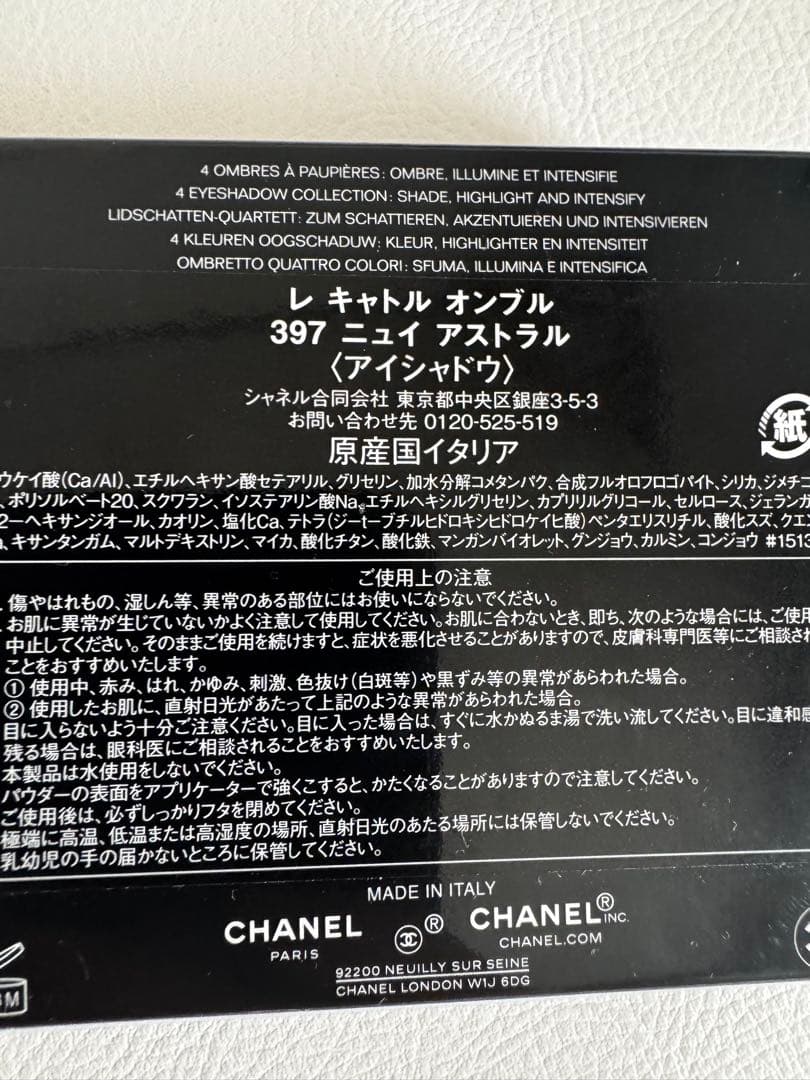 4 OMBRES À PAUPIÈRES: OMBRE, ILLUMINE ET INTENSIFIE
4 EYESHADOW COLLECTION: SHADE, HIGHLIGHT AND INTENSIFY
LIDSCHATTEN-QUARTETT: ZUM SCHATTIEREN, AKZENTUIEREN UND INTENSIVIEREN
4 KLEUREN OOGSCHADUW: KLEUR, HIGHLIGHTER EN INTENSITEIT
OMBRETTO QUATTRO COLORI: SFUMA, ILLUMINA E INTENSIFICA
レ キャトル オンブル
397 ニュイ アストラル
〈アイシャドウ〉
シャネル合同会社 東京都中央区銀座3-5-3
お問い合わせ先 0120-525-519
原産国イタリア
紙
ウケイ酸(Ca/Al)、エチルヘキサン酸セテアリル、グリセリン、加水分解コメタンパク、合成フルオロフロゴパイト、シリカ、ジメチコ
、ポリソルベート20、スクワラン、イソステアリン酸Na、エチルヘキシルグリセリン、カプリリルグリコール、セルロース、ジェランガ
2ーヘキサンジオール、カオリン、塩化Ca、テトラ(ジーtーブチルヒドロキシヒドロケイヒ酸)ペンタエリスリチル、酸化スズ、クエ
、キサンタンガム、マルトデキストリン、マイカ、酸化チタン、酸化鉄、マンガンバイオレット、グンジョウ、カルミン、コンジョウ #1513
ご使用上の注意
傷やはれもの、湿しん等、異常のある部位にはお使いにならないでください。
お肌に異常が生じていないかよく注意して使用してください。お肌に合わないとき、即ち、次のような場合には、ご使用
中止してください。そのままご使用を続けますと、症状を悪化させることがありますので、皮膚科専門医等にご相談され
ことをおすすめいたします。
① 使用中、赤み、はれ、かゆみ、刺激、色抜け(白斑等)や黒ずみ等の異常があらわれた場合。
② 使用したお肌に、直射日光があたって上記のような異常があらわれた場合。
目に入らないよう十分ご注意ください。目に入った場合は、すぐに水かぬるま湯で洗い流してください。目に違和感
残る場合は、眼科医にご相談されることをおすすめいたします。
本製品は水使用をしないでください。
パウダーの表面をアプリケーターで強くこすると、かたくなることがありますので注意してください。
ご使用後は、必ずしっかりフタを閉めてください。
極端に高温、低温または高湿度の場所、直射日光のあたる場所には保管しないでください。
乳幼児の手の届かないところに保管してください。
MADE IN ITALY
CHANEL ® CHANEL® INC.
PARIS CHANEL.COM
92200 NEUILLY SUR SEINE
CHANEL LONDON W1J 6DG